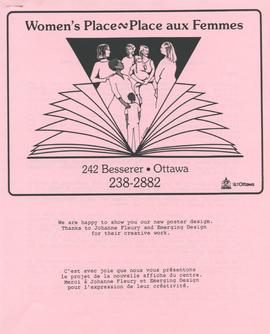 Women's Place~Place aux Femmes
242 Besserer • Ottawa
238-2882
We are happy to show you our new poster design.
Thanks to Johanne Fleury and Emerging Design
for their creative work.
C'est avec joie que nous vous présentons
le projet de la nouvelle affiche du centre.
Merci à Johanne Fleury et Emerging Design
pour l'expression de leur créativité.